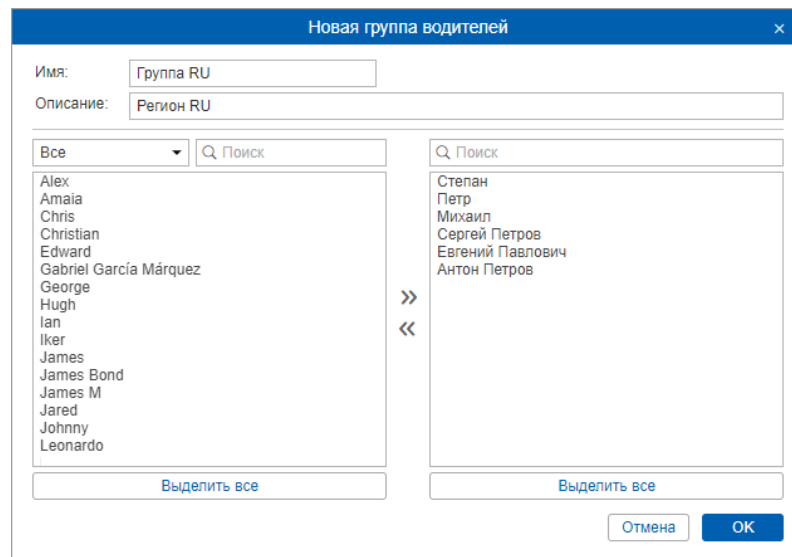 Новая группа водителей ×
Имя: Группа RU
Описание: Регион RU
Все Поиск
Поиск
Alex
Amaia
Chris
Christian
Edward
Gabriel García Márquez
George
Hugh
Ian
Iker
James
James Bond
James M
Jared
Johnny
Leonardo
Степан
Петр
Михаил
Сергей Петров
Евгений Павлович
Антон Петров
»
«
Выделить все
Выделить все
Отмена
OK